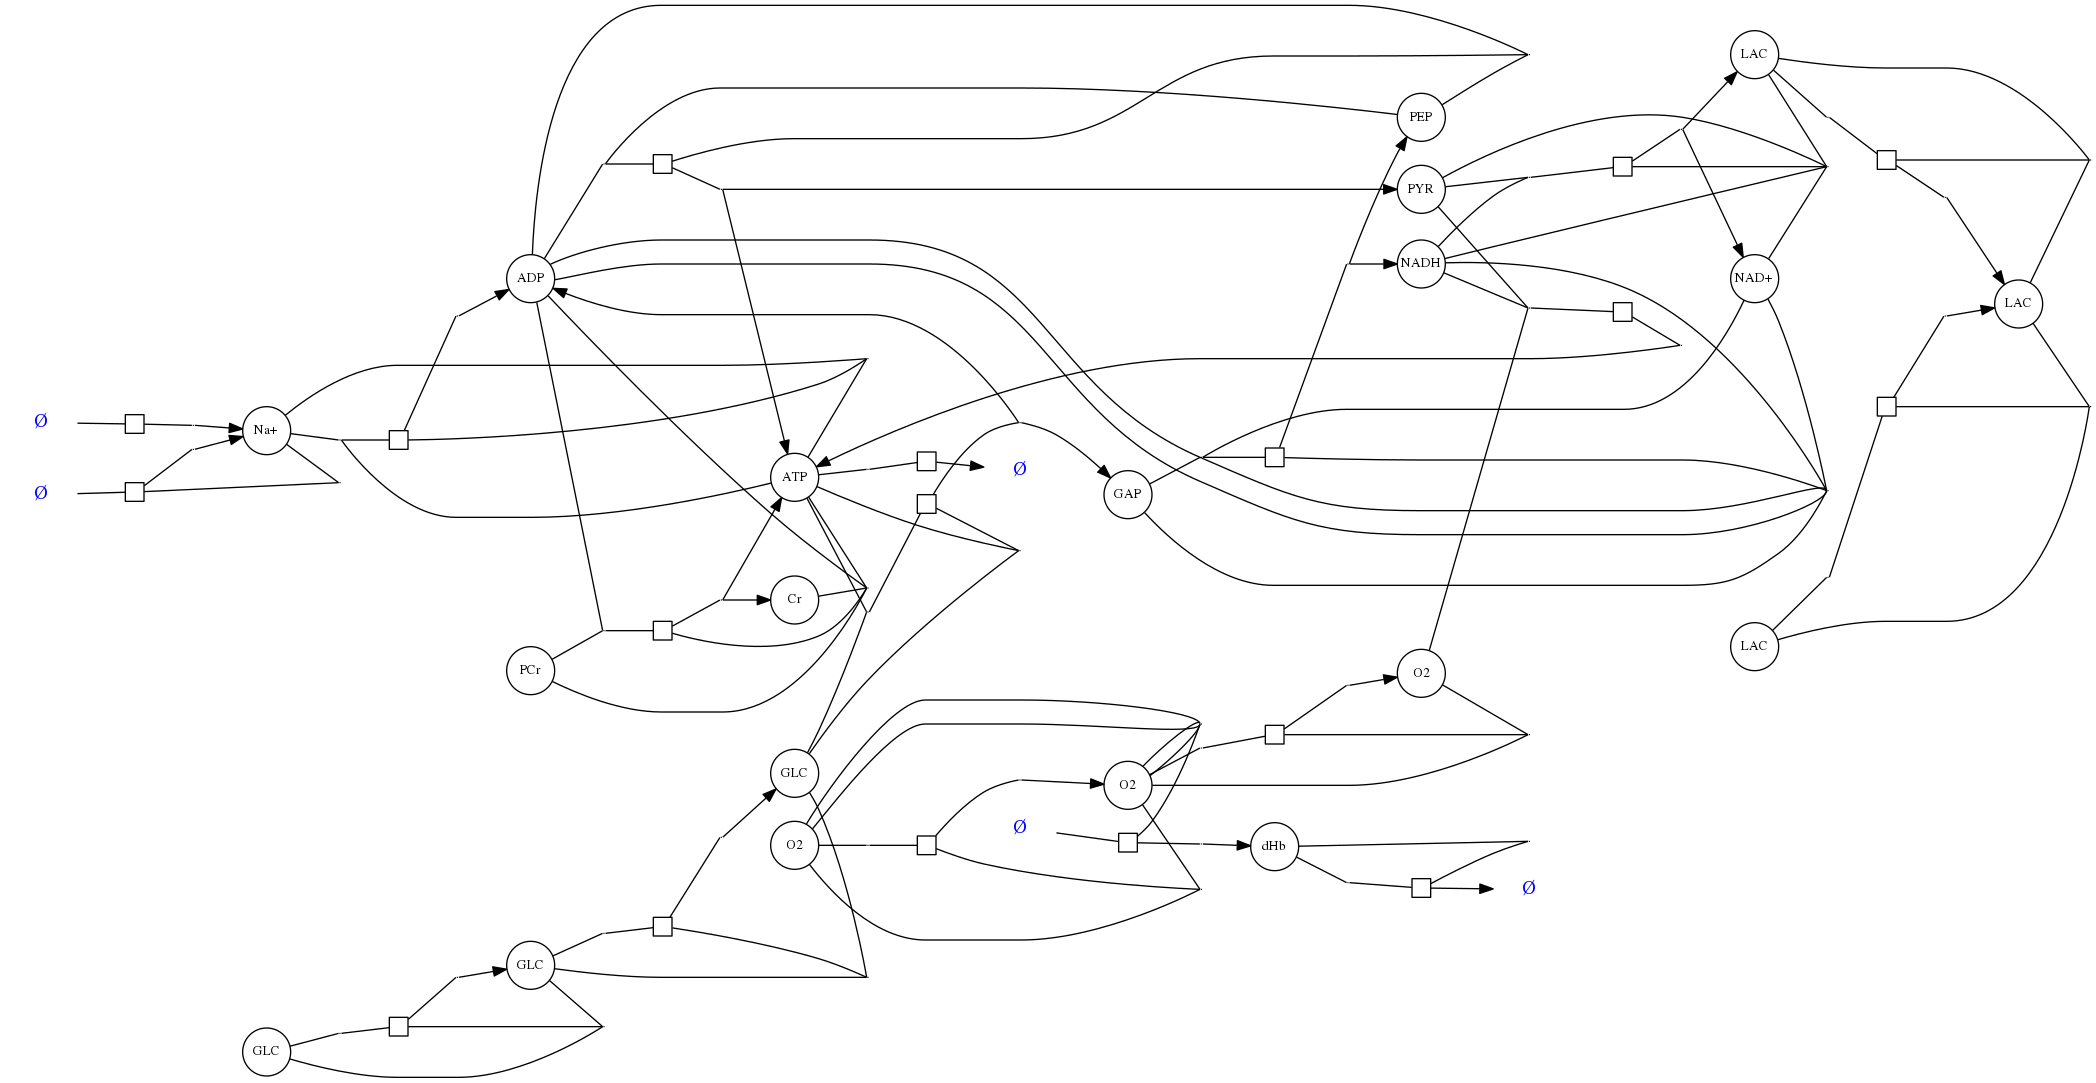 LAC
PEP
PYR
NADH
ADP
NAD+
LAC
Ø
Na+
ATP
Ø
Ø
GAP
Cr
PCr
LAC
O2
GLC
O2
Ø
O2
dHb
Ø
GLC
GLC